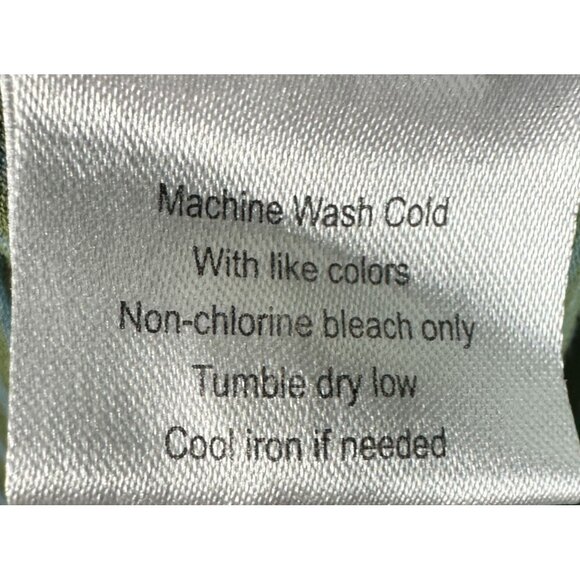 Machine Wash Cold
With like colors
Non-chlorine bleach only
Tumble dry low
Cool iron if needed